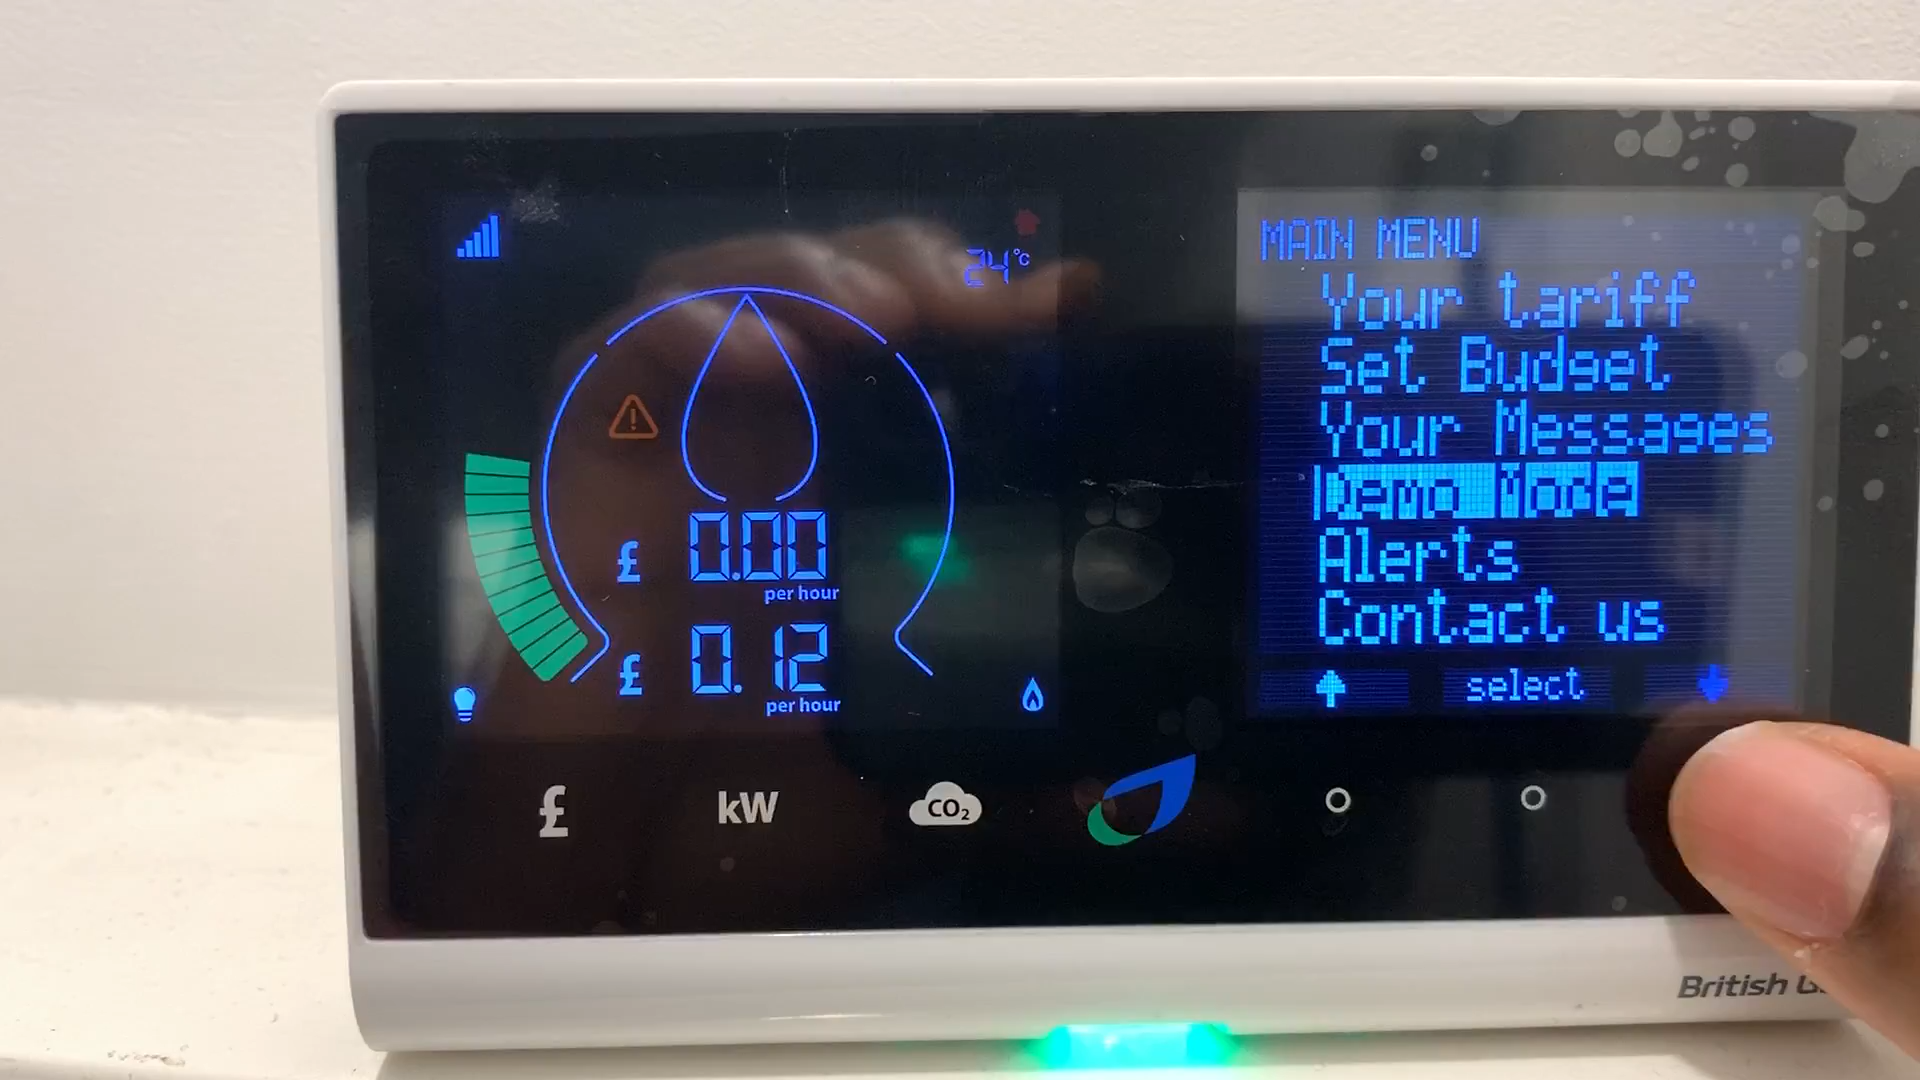 24°C
£ 0.00
per hour
£ 0.12
per hour
£
kW
CO₂
MAIN MENU
Your tariff
Set Budget
Your Messages
Demo Mode
Alerts
Contact us
select
British